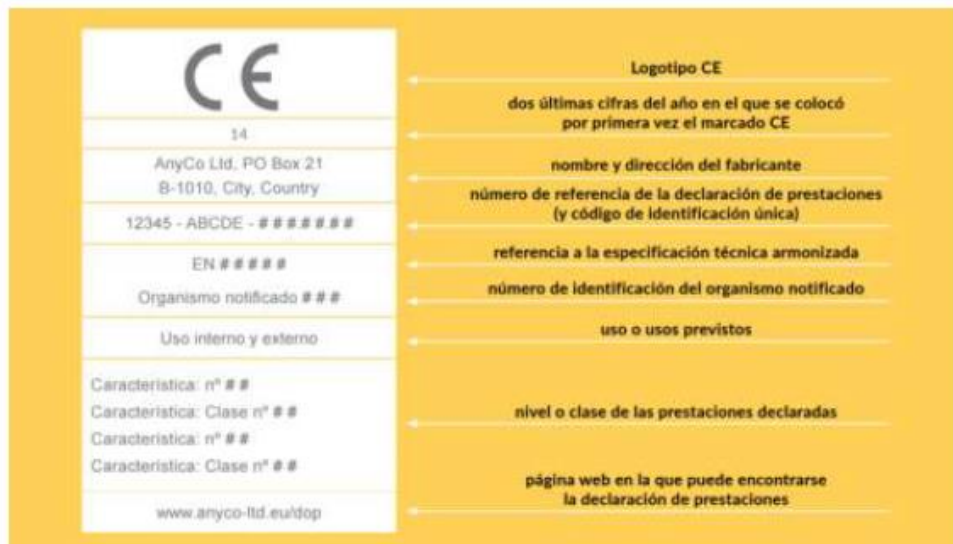 CE
Logotipo CE
dos últimas cifras del año en el que se colocó
por primera vez el marcado CE
14
AnyCo Ltd, PO Box 21
B-1010, City, Country
nombre y dirección del fabricante
número de referencia de la declaración de prestaciones
(y código de identificación única)
12345 - ABCDE - # # # # # # #
EN # # # # #
referencia a la especificación técnica armonizada
Organismo notificado # # #
número de identificación del organismo notificado
Uso interno y externo
uso o usos previstos
Característica: nº # #
Característica: Clase nº # #
Característica: nº # #
Característica: Clase nº # #
nivel o clase de las prestaciones declaradas
página web en la que puede encontrarse
la declaración de prestaciones
www.anyco-ltd.eu/dop